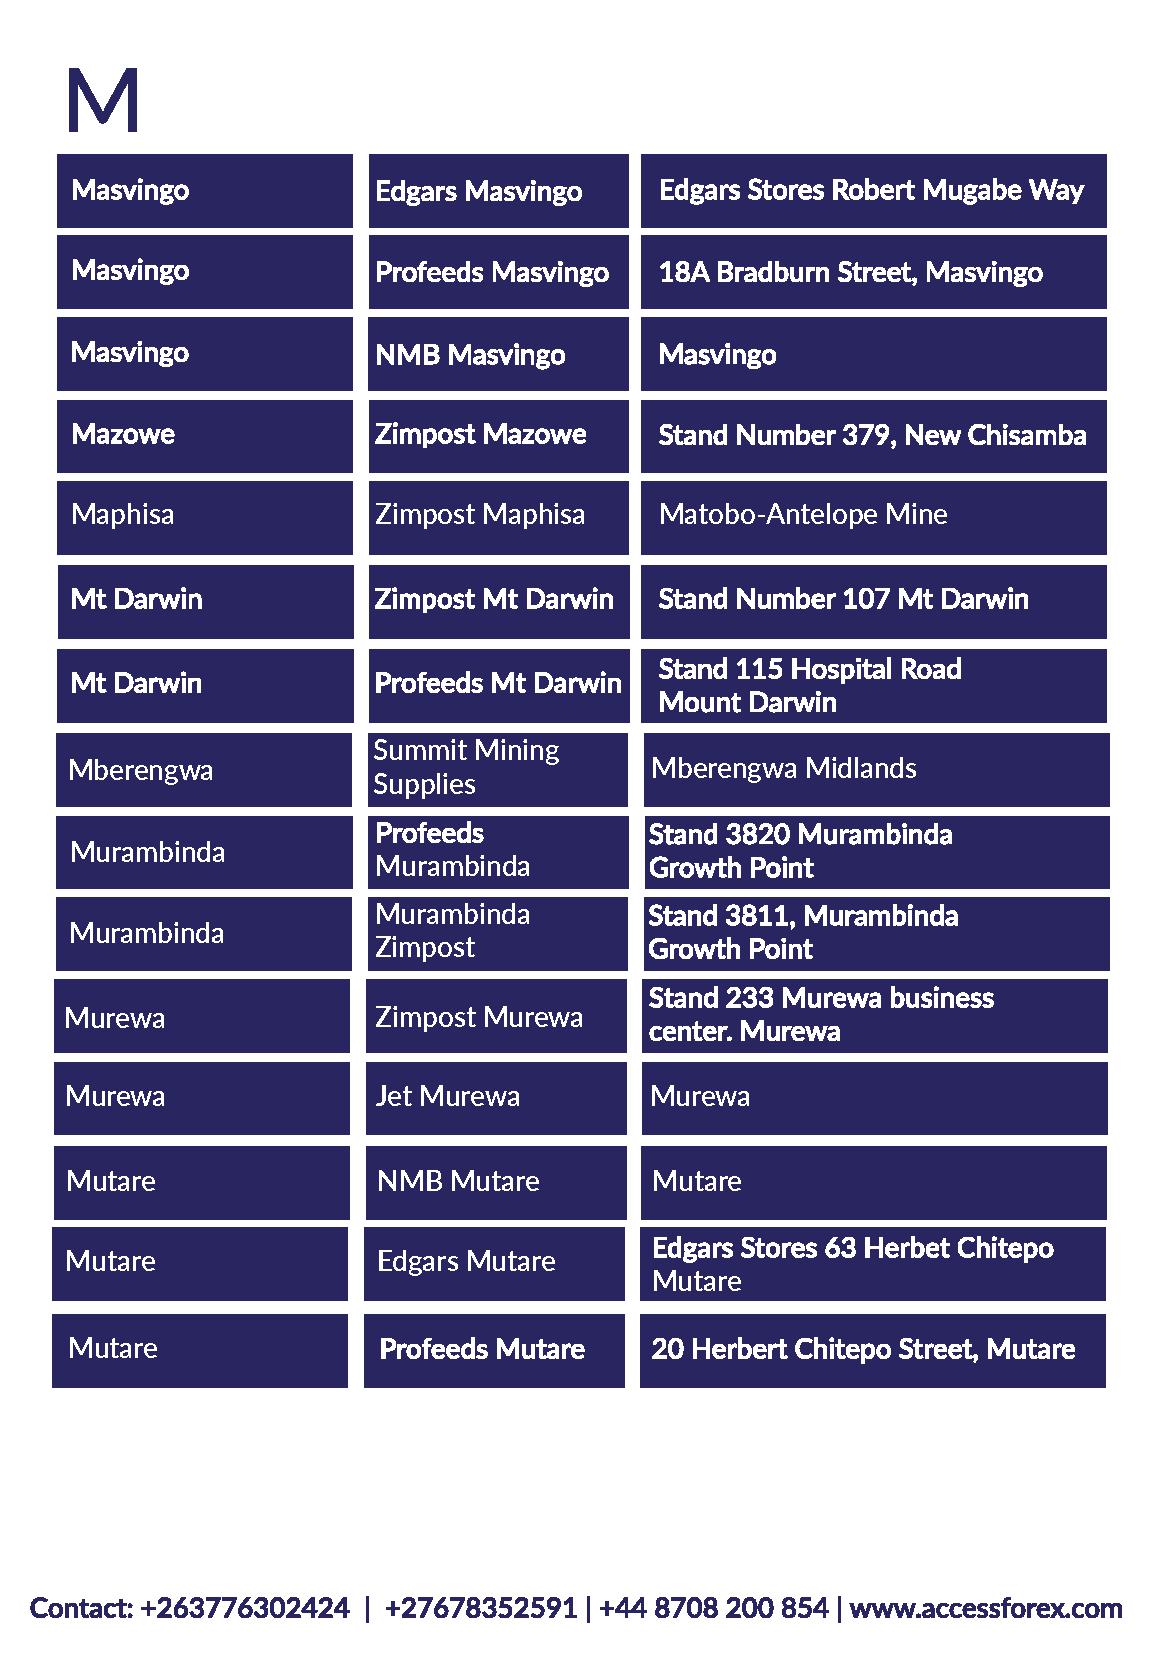 M
Masvingo Edgars Masvingo Edgars Stores Robert Mugabe Way
Masvingo Profeeds Masvingo 18A Bradburn Street, Masvingo
Masvingo NMB Masvingo Masvingo
Mazowe Zimpost Mazowe Stand Number 379, New Chisamba
Maphisa Zimpost Maphisa Matobo-Antelope Mine
Mt Darwin Zimpost Mt Darwin Stand Number 107 Mt Darwin
Mt Darwin Profeeds Mt Darwin Stand 115 Hospital Road
Mount Darwin
Mberengwa Summit Mining
Supplies Mberengwa Midlands
Murambinda Profeeds
Murambinda Stand 3820 Murambinda
Growth Point
Murambinda Murambinda
Zimpost Stand 3811, Murambinda
Growth Point
Murewa Zimpost Murewa Stand 233 Murewa business
center. Murewa
Murewa Jet Murewa Murewa
Mutare NMB Mutare Mutare
Mutare Edgars Mutare Edgars Stores 63 Herbet Chitepo
Mutare
Mutare Profeeds Mutare 20 Herbert Chitepo Street, Mutare
Contact: +263776302424 | +27678352591 | +44 8708 200 854 | www.accessforex.com